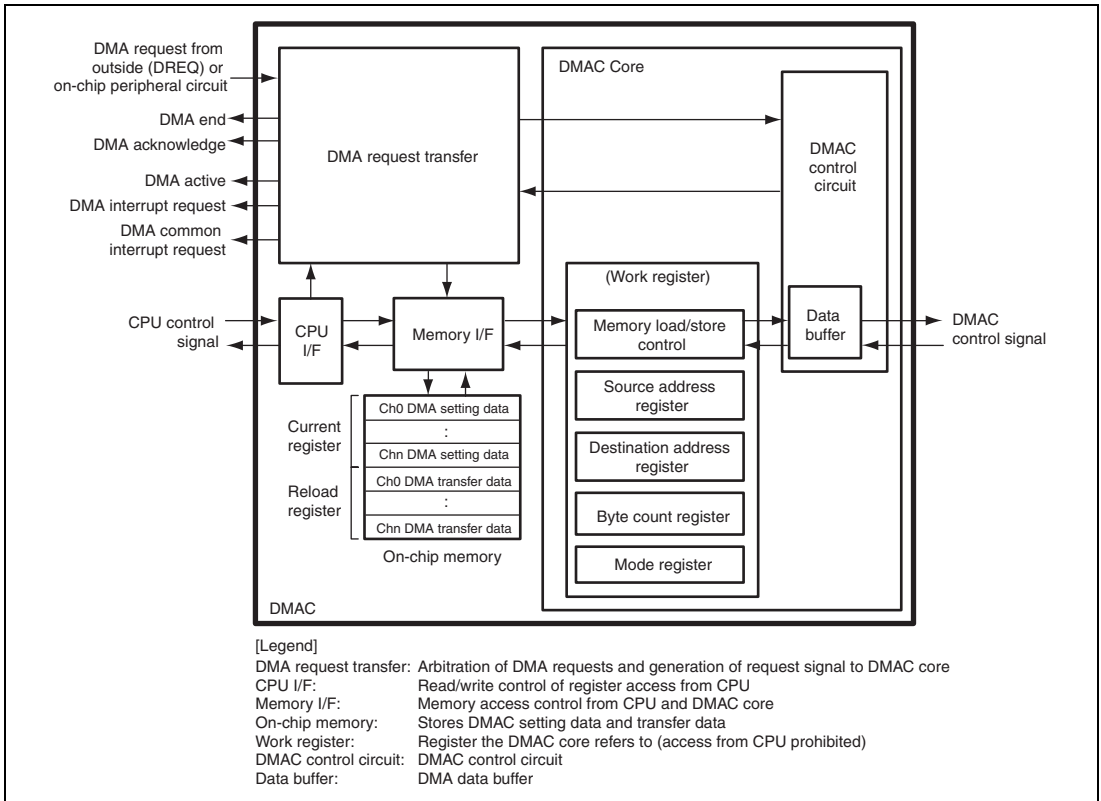 DMA request from
outside (DREQ) or
on-chip peripheral circuit
DMA end
DMA acknowledge
DMA active
DMA interrupt request
DMA common
interrupt request
DMA request transfer
DMAC Core
DMAC
control
circuit
CPU control
signal
CPU
I/F
Memory I/F
(Work register)
Memory load/store
control
Data
buffer
DMAC
control signal
Source address
register
Destination address
register
Byte count register
Mode register
Current
register
Reload
register
Ch0 DMA setting data
:
Chn DMA setting data
Ch0 DMA transfer data
:
Chn DMA transfer data
On-chip memory
DMAC
[Legend]
DMA request transfer: Arbitration of DMA requests and generation of request signal to DMAC core
CPU I/F: Read/write control of register access from CPU
Memory I/F: Memory access control from CPU and DMAC core
On-chip memory: Stores DMAC setting data and transfer data
Work register: Register the DMAC core refers to (access from CPU prohibited)
DMAC control circuit: DMAC control circuit
Data buffer: DMA data buffer